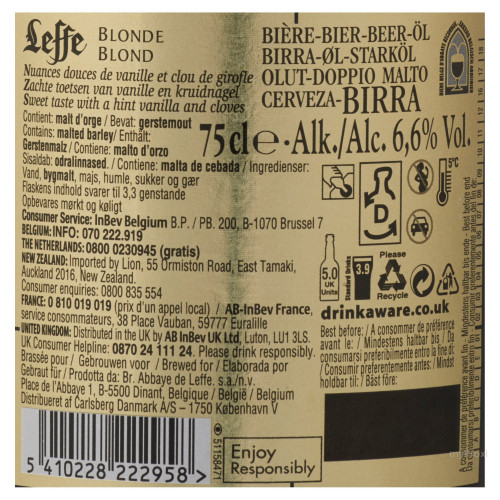 Leffe
BLONDE
BLOND
Nuances douces de vanille et clou de girofle
Zachte toetsen van vanille en kruidnagel
Sweet taste with a hint vanilla and cloves
BIÈRE-BIER-BEER-ÖL
BIRRA-ØL-STARKÖL
OLUT-DOPPIO MALTO
CERVEZA-BIRRA
75cl e · Alk./Alc. 6,6% Vol.
Contient: malt d'orge / Bevat: gerstemout
Contains: malted barley / Enthält:
Gerstenmalz / Contiene: malto d'orzo
Sisaldab: odralinnased. / Contiene: malta de cebada / Ingredienser:
Vand, bygmalt, majs, humle, sukker og gær
Flaskens indhold svarer til 3,3 genstande
Opbevares mørkt og køligt
Consumer Service: InBev Belgium B.P. / PB. 200, B-1070 Brussel 7
BELGIUM:INFO: 070 222.919
THE NETHERLANDS: 0800 0230945 (gratis)
NEW ZEALAND: Imported by Lion, 55 Ormiston Road, East Tamaki,
Auckland 2016, New Zealand.
Consumer enquiries: 0800 835 554
FRANCE: 0 810 019 019 (prix d'un appel local) / AB-InBev France,
service consommateurs, 38 Place Vauban, 59777 Euralille
UNITED KINGDOM: Distributed in the UK by AB InBev UK, Luton, LU1 3LS.
UK Consumer Helpline: 0870 24 111 24. Please drink responsibly.
Brassée pour / Gebrouwen voor / Brewed for / Elaborada por
Gebraut für / Prodotta da: Br. Abbaye de Leffe s.a./n.v.
Place de l'Abbaye 1, B-5500 Dinant, Belgique / België / Belgium
Distribueret af Carlsberg Danmark A/S – 1750 København V
5°C
D
5.0
UK
Units
Standard Drinks
3.9
Please
Recycle
drinkaware.co.uk
Best before: / A consommer de préférence
avant le: / Mindestens haltbar bis ende: / Da
consumarsi preferibilmente entro la fine di:
/ Ten minste houdbaar tot einde: / Mindst
holdbar til: / Bäst före:
5 410228 222958 >
51158471
Enjoy
Responsibly